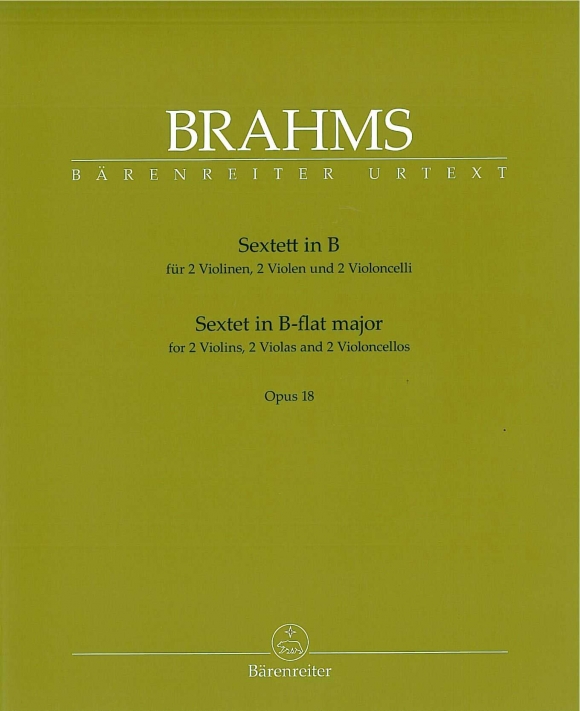 BRAHMS
BÄRENREITER URTEXT
Sextett in B
für 2 Violinen, 2 Violen und 2 Violoncelli
Sextet in B-flat major
for 2 Violins, 2 Violas and 2 Violoncellos
Opus 18
Bärenreiter